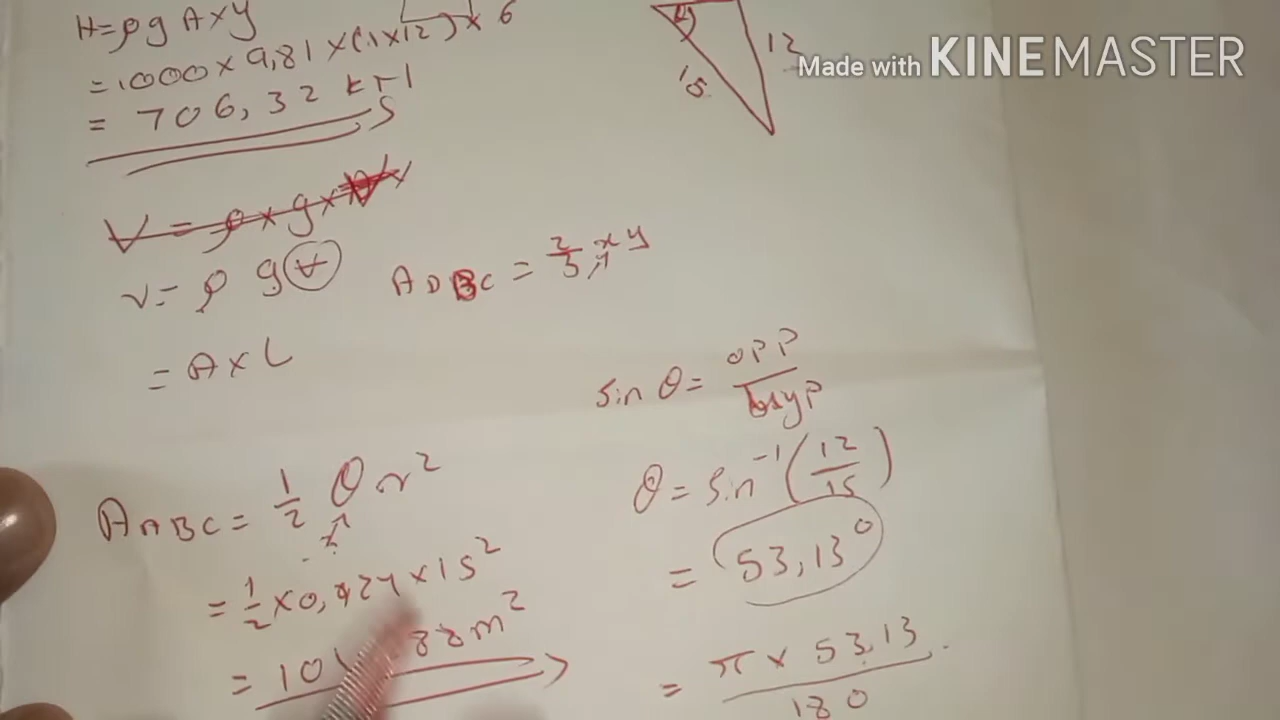 H = ρ g A × y
= 1000 × 9,81 × (1 × 12) × 6
= 706,32 kN
12
15
Made with KINEMASTER
V = ρ × g ×
v = ρ g V
A D B C = 2/3 x y
= A × L
sin θ = opp/hyp
A ABC = 1/2 θ r²
θ = sin⁻¹ (12/15)
= 1/2 × 0,927 × 15²
= 53,13°
= 10 88 m²
= π × 53,13 / 180